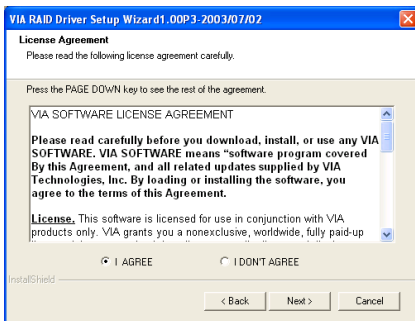 VIA RAID Driver Setup Wizard1.00P3-2003/07/02
License Agreement
Please read the following license agreement carefully.
Press the PAGE DOWN key to see the rest of the agreement.
VIA SOFTWARE LICENSE AGREEMENT
Please read carefully before you download, install, or use any VIA
SOFTWARE. VIA SOFTWARE means "software program covered
By this Agreement, and all related updates supplied by VIA
Technologies, Inc. By loading or installing the software, you
agree to the terms of this Agreement.
License. This software is licensed for use in conjunction with VIA
products only. VIA grants you a nonexclusive, worldwide, fully paid-up
I AGREE
I DON'T AGREE
InstallShield
< Back
Next >
Cancel